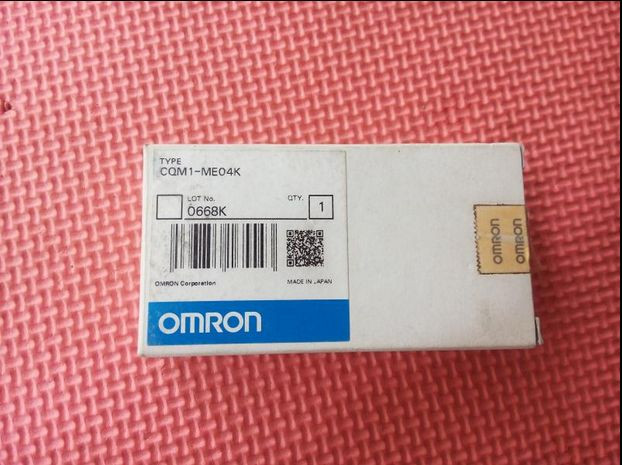 TYPE
CQM1-ME04K
LOT No.
0668K
QTY.
1
OMRON Corporation
MADE IN JAPAN
OMRON
OMRON
OMRON